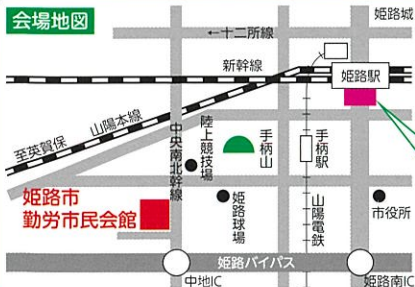 会場地図
姫路城
←十二所線
新幹線
姫路駅
山陽本線
至英賀保
中央南北幹線
陸上競技場
手柄山
手柄駅
姫路市
勤労市民会館
姫路球場
山陽電鉄
市役所
姫路バイパス
中地IC
姫路南IC